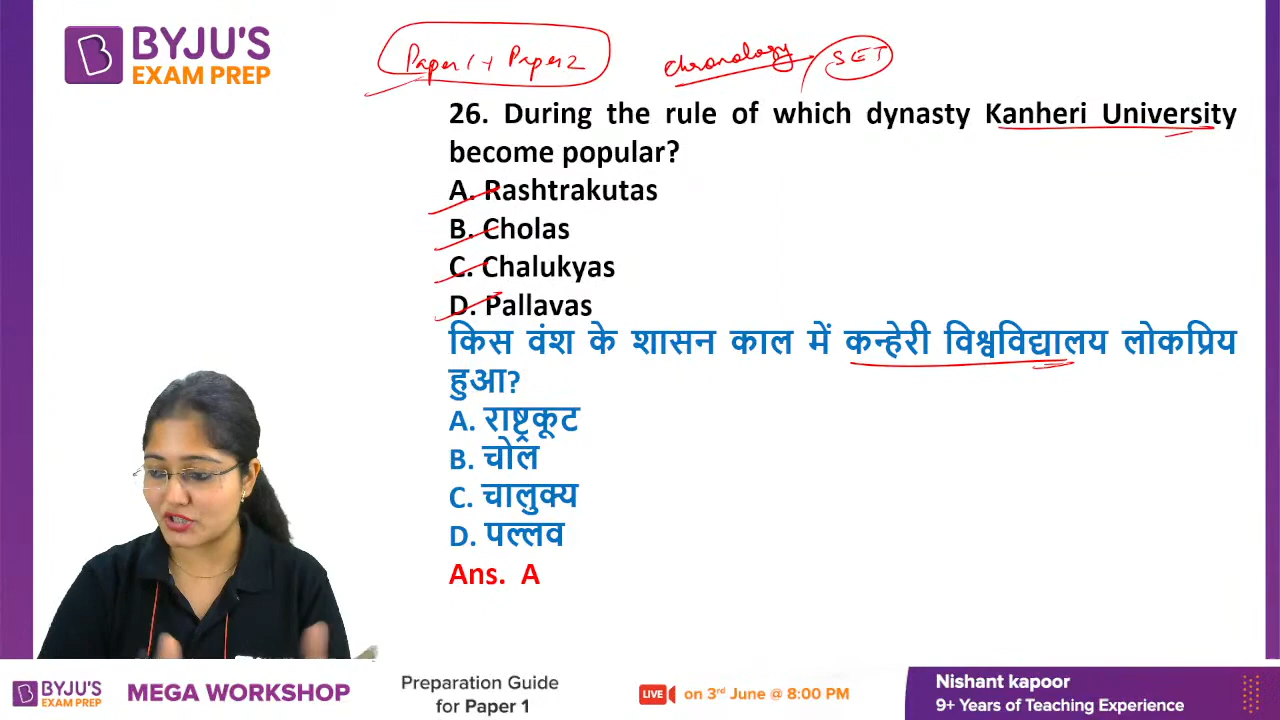 BYJU'S
EXAM PREP
Paper 1 + Paper 2
chronology
SET
26. During the rule of which dynasty Kanheri University
become popular?
A. Rashtrakutas
B. Cholas
C. Chalukyas
D. Pallavas
किस वंश के शासन काल में कन्हेरी विश्वविद्यालय लोकप्रिय
हुआ?
A. राष्ट्रकूट
B. चोल
C. चालुक्य
D. पल्लव
Ans. A
BYJU'S
EXAM PREP
MEGA WORKSHOP
Preparation Guide
for Paper 1
LIVE
on 3rd June @ 8:00 PM
Nishant kapoor
9+ Years of Teaching Experience